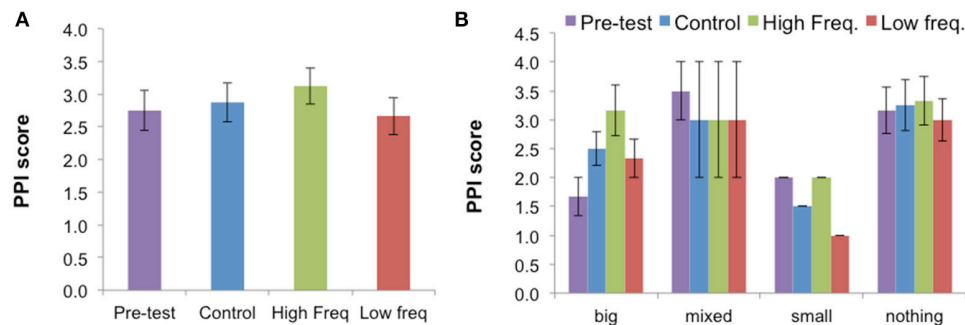 A
PPI score
4.0
3.5
3.0
2.5
2.0
1.5
1.0
0.5
0.0
Pre-test Control High Freq Low freq
B
Pre-test Control High Freq. Low freq.
PPI score
4.5
4.0
3.5
3.0
2.5
2.0
1.5
1.0
0.5
0.0
big mixed small nothing